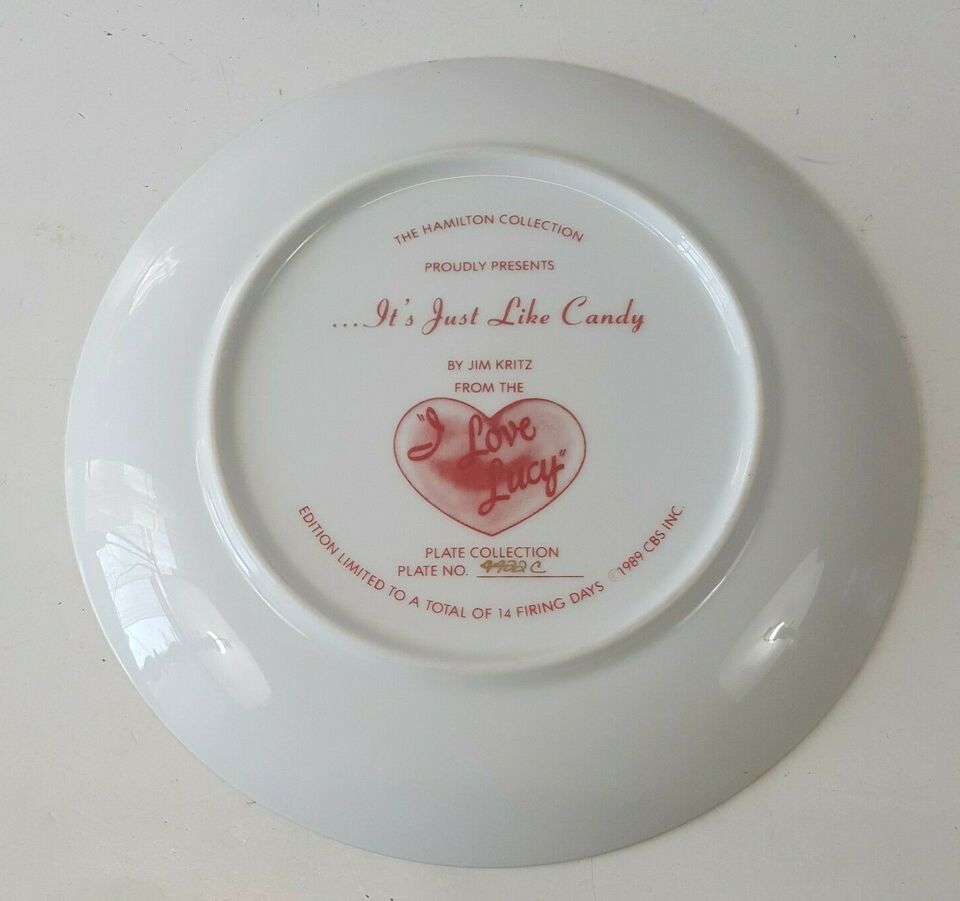 THE HAMILTON COLLECTION
PROUDLY PRESENTS
...It's Just Like Candy
BY JIM KRITZ
FROM THE
"I Love Lucy"
PLATE COLLECTION
PLATE NO. 4922 C
EDITION LIMITED TO A TOTAL OF 14 FIRING DAYS ©1989 CBS INC.